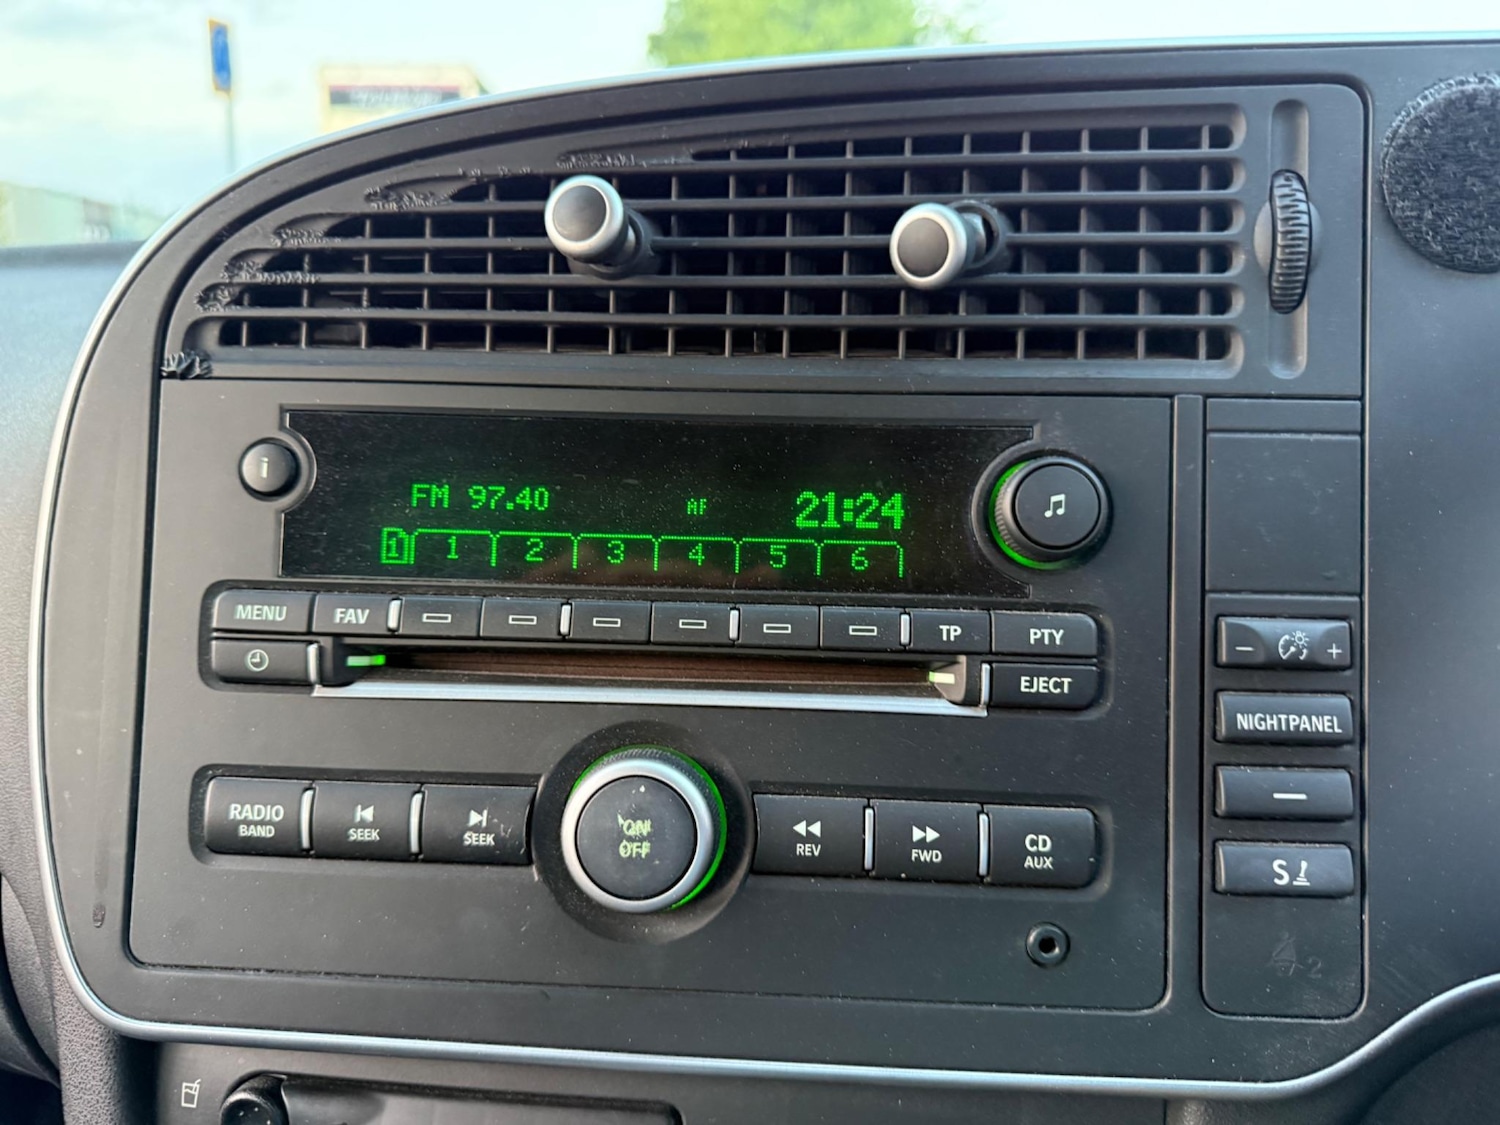 i
FM 97.40 AF 21:24
1 1 2 3 4 5 6
MENU FAV TP PTY
EJECT
- +
NIGHTPANEL
RADIO
BAND
SEEK
SEEK
ON
OFF
REV
FWD
CD
AUX
S
2